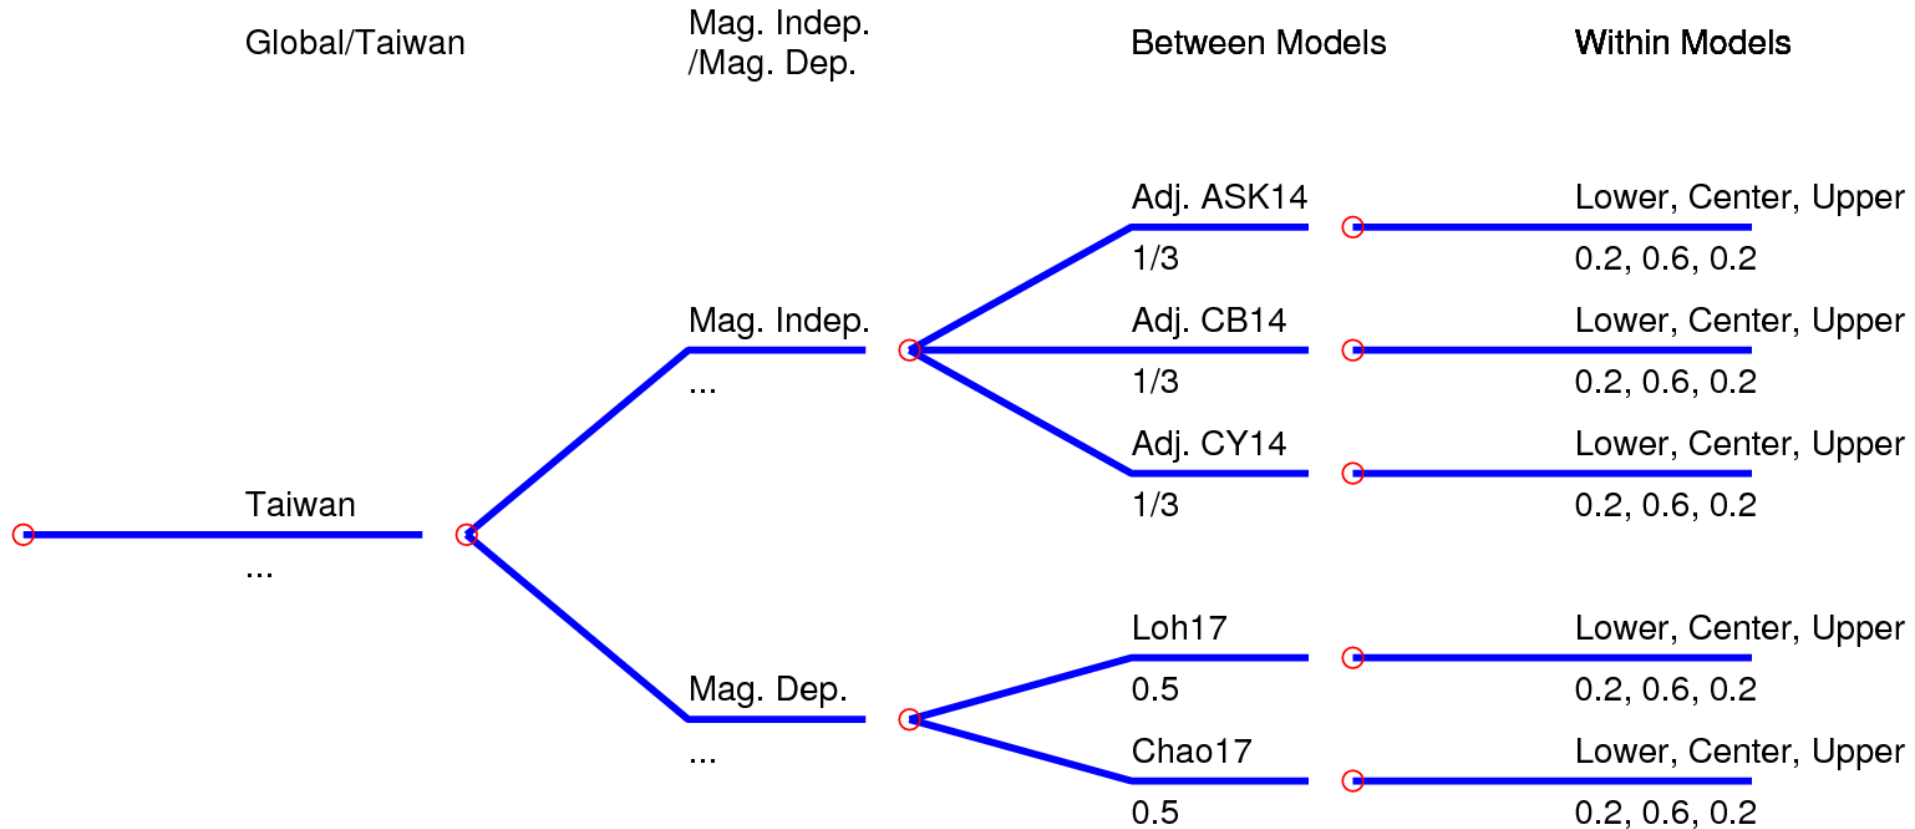 Global/Taiwan
Mag. Indep.
/Mag. Dep.
Between Models
Within Models
Taiwan
...
Mag. Indep.
...
Mag. Dep.
...
Adj. ASK14
1/3
Adj. CB14
1/3
Adj. CY14
1/3
Loh17
0.5
Chao17
0.5
Lower, Center, Upper
0.2, 0.6, 0.2
Lower, Center, Upper
0.2, 0.6, 0.2
Lower, Center, Upper
0.2, 0.6, 0.2
Lower, Center, Upper
0.2, 0.6, 0.2
Lower, Center, Upper
0.2, 0.6, 0.2